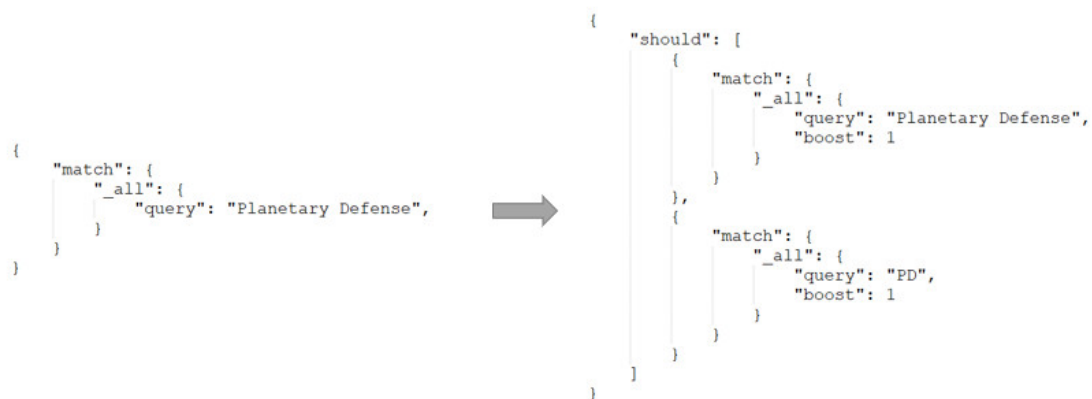 {
    "match": {
        "_all": {
            "query": "Planetary Defense",
        }
    }
}
{
    "should": [
        {
            "match": {
                "_all": {
                    "query": "Planetary Defense",
                    "boost": 1
                }
            }
        },
        {
            "match": {
                "_all": {
                    "query": "PD",
                    "boost": 1
                }
            }
        }
    ]
}